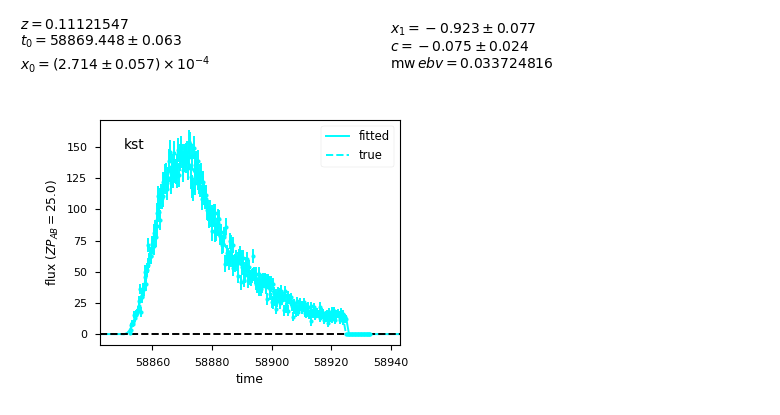 z = 0.11121547
t₀ = 58869.448 ± 0.063
x₀ = (2.714 ± 0.057) × 10⁻⁴
x₁ = −0.923 ± 0.077
c = −0.075 ± 0.024
mw ebv = 0.033724816
kst
fitted
true
flux (ZP_AB = 25.0)
150
125
100
75
50
25
0
58860 58880 58900 58920 58940
time